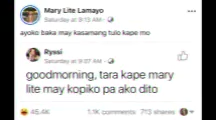 Mary Lite Lamayo
Saturday at 9:13 AM
ayoko baka may kasamang tulo kape mo
Ryssi
Saturday at 9:07 AM
goodmorning, tara kape mary
lite may kopiko pa ako dito
45.4K 1.1K comments 713 shares